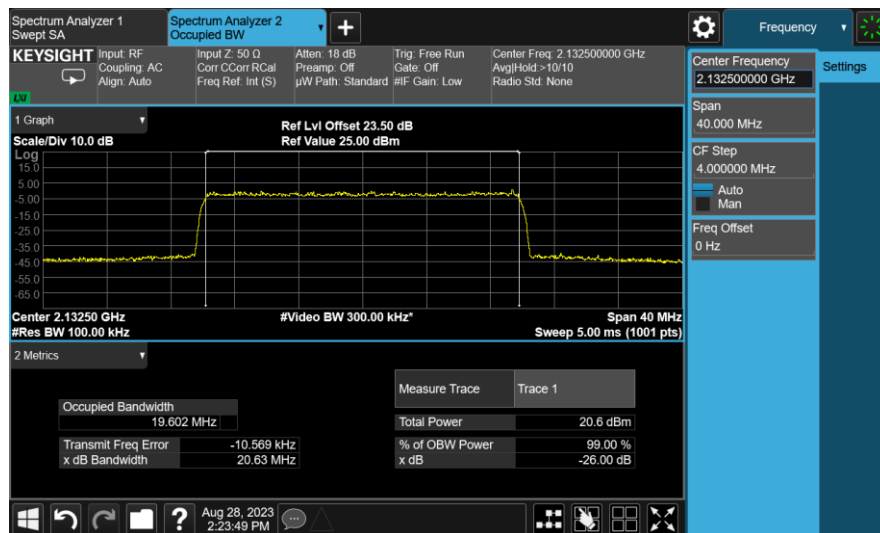 Spectrum Analyzer 1
Swept SA
Spectrum Analyzer 2
Occupied BW
Frequency
KEYSIGHT
LXI
Input: RF
Coupling: AC
Align: Auto
Input Z: 50 Ω
Corr CCorr RCal
Freq Ref: Int (S)
Atten: 18 dB
Preamp: Off
µW Path: Standard
Trig: Free Run
Gate: Off
#IF Gain: Low
Center Freq: 2.132500000 GHz
Avg|Hold:>10/10
Radio Std: None
Center Frequency
2.132500000 GHz
Settings
Span
40.000 MHz
CF Step
4.000000 MHz
Auto
Man
Freq Offset
0 Hz
1 Graph
Scale/Div 10.0 dB
Ref Lvl Offset 23.50 dB
Ref Value 25.00 dBm
Log
15.0
5.00
-5.00
-15.0
-25.0
-35.0
-45.0
-55.0
-65.0
Center 2.13250 GHz
#Video BW 300.00 kHz*
Span 40 MHz
#Res BW 100.00 kHz
Sweep 5.00 ms (1001 pts)
2 Metrics
Measure Trace Trace 1
Occupied Bandwidth
19.602 MHz
Total Power 20.6 dBm
Transmit Freq Error -10.569 kHz
% of OBW Power 99.00 %
x dB Bandwidth 20.63 MHz
x dB -26.00 dB
?
Aug 28, 2023
2:23:49 PM